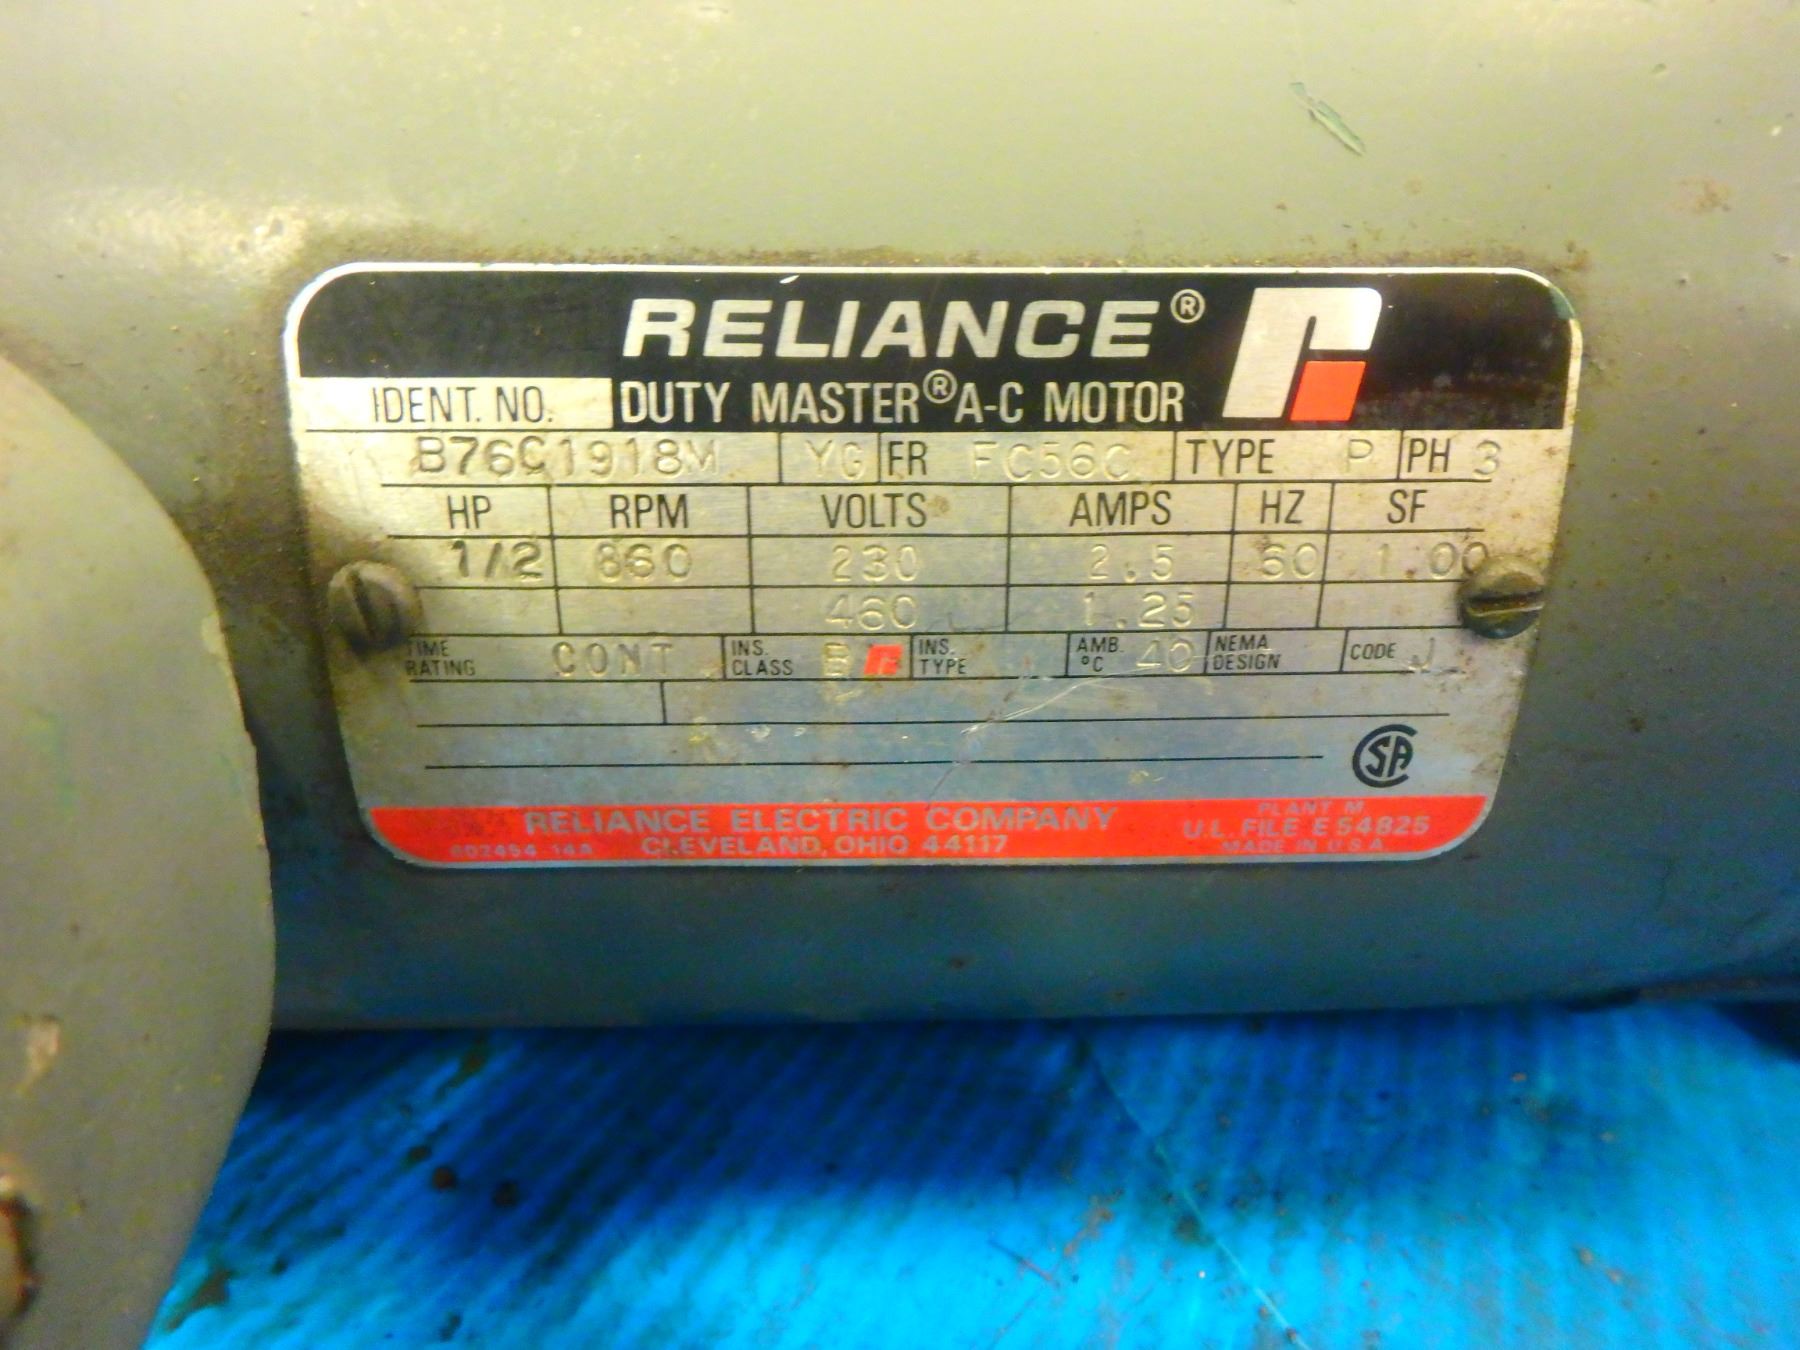 RELIANCE®
IDENT. NO. DUTY MASTER® A-C MOTOR
B76C1918M YG FR FC56C TYPE P PH 3
HP RPM VOLTS AMPS HZ SF
1/2 860 230 2.5 60 1.00
460 1.25
TIME RATING CONT. INS. CLASS B INS. TYPE AMB. °C 40 NEMA DESIGN CODE J
CSA
RELIANCE ELECTRIC COMPANY PLANT M
CLEVELAND, OHIO 44117 U.L. FILE E54825
MADE IN U.S.A.